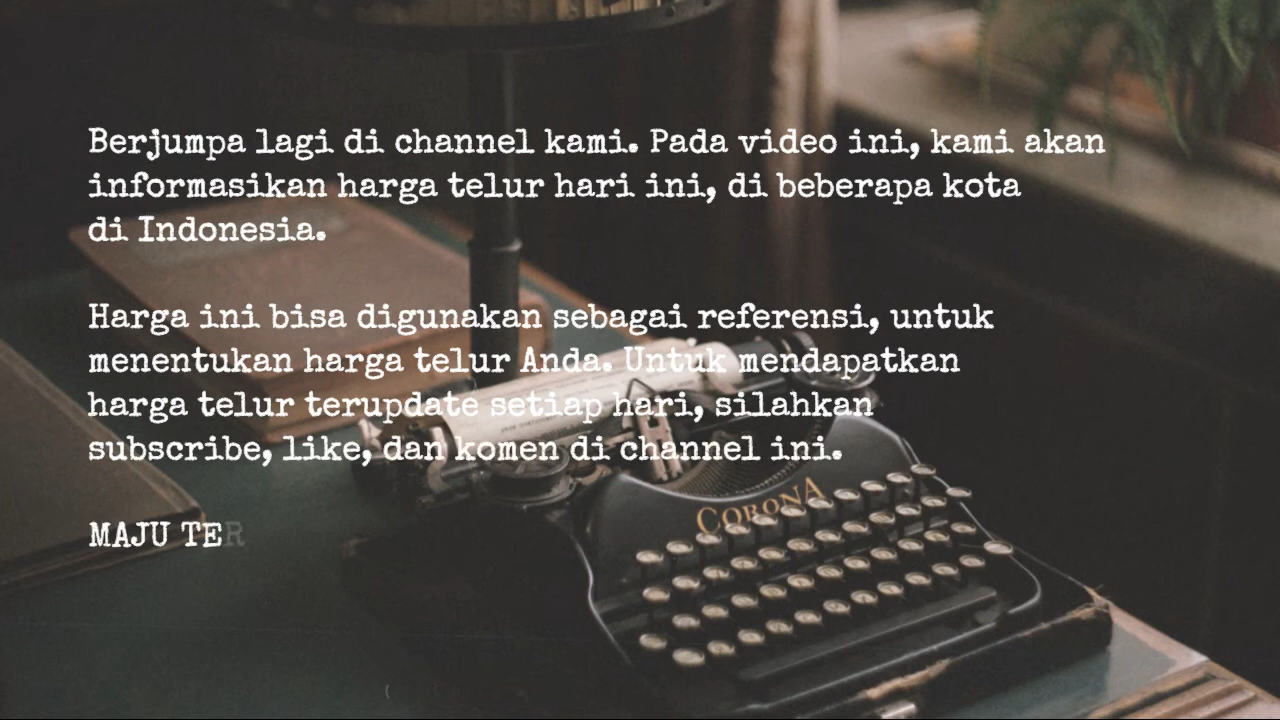 Berjumpa lagi di channel kami. Pada video ini, kami akan
informasikan harga telur hari ini, di beberapa kota
di Indonesia.
Harga ini bisa digunakan sebagai referensi, untuk
menentukan harga telur Anda. Untuk mendapatkan
harga telur terupdate setiap hari, silahkan
subscribe, like, dan komen di channel ini.
MAJU TER
CORONA